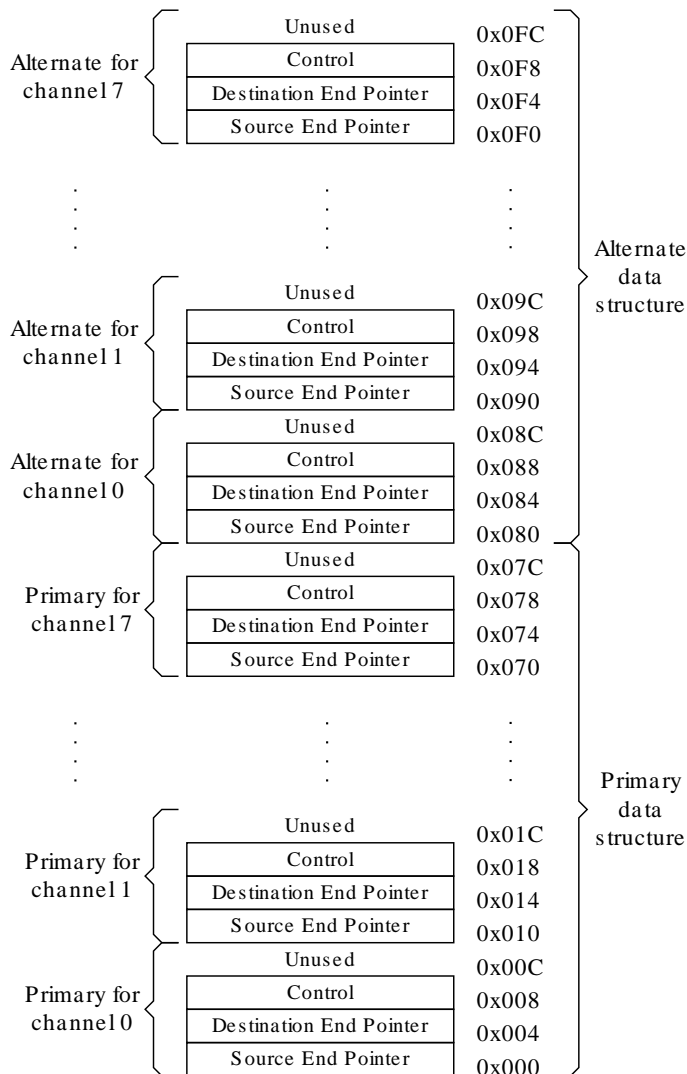 Unused 0x0FC
Alternate for channel 7
Control 0x0F8
Destination End Pointer 0x0F4
Source End Pointer 0x0F0
Alternate data structure
Unused 0x09C
Alternate for channel 1
Control 0x098
Destination End Pointer 0x094
Source End Pointer 0x090
Unused 0x08C
Alternate for channel 0
Control 0x088
Destination End Pointer 0x084
Source End Pointer 0x080
Unused 0x07C
Primary for channel 7
Control 0x078
Destination End Pointer 0x074
Source End Pointer 0x070
Primary data structure
Unused 0x01C
Primary for channel 1
Control 0x018
Destination End Pointer 0x014
Source End Pointer 0x010
Unused 0x00C
Primary for channel 0
Control 0x008
Destination End Pointer 0x004
Source End Pointer 0x000